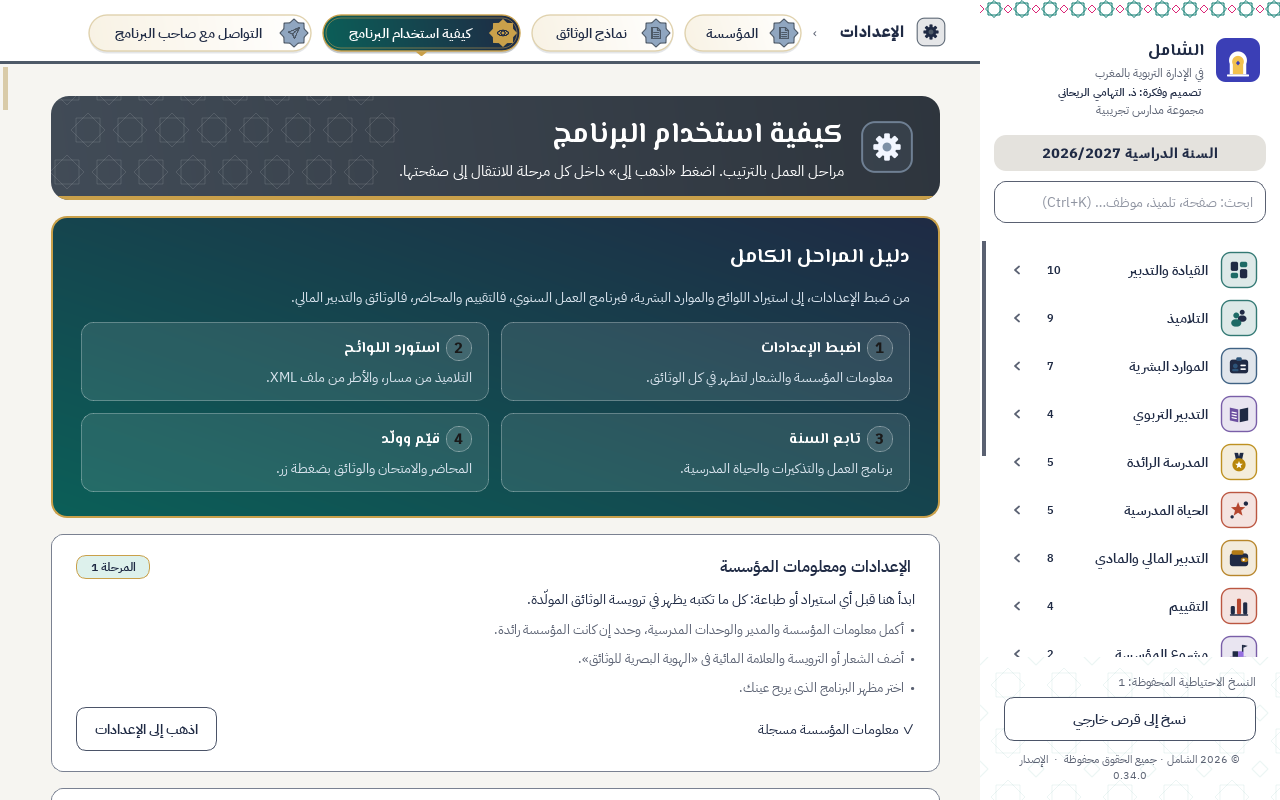 الشامل
في الإدارة التربوية بالمغرب
تصميم وفكرة: ذ. التهامي الريحاني
مجموعة مدارس تجريبية
السنة الدراسية 2026/2027
ابحث: صفحة، تلميذ، موظف... (Ctrl+K)
القيادة والتدبير 10
التلاميذ 9
الموارد البشرية 7
التدبير التربوي 4
المدرسة الرائدة 5
الحياة المدرسية 5
التدبير المالي والمادي 8
التقييم 4
مشروع المؤسسة 2
النسخ الاحتياطية المحفوظة: 1
نسخ إلى قرص خارجي
© 2026 الشامل · جميع الحقوق محفوظة · الإصدار
0.34.0
الإعدادات ‹ المؤسسة نماذج الوثائق كيفية استخدام البرنامج التواصل مع صاحب البرنامج
كيفية استخدام البرنامج
مراحل العمل بالترتيب. اضغط «اذهب إلى» داخل كل مرحلة للانتقال إلى صفحتها.
دليل المراحل الكامل
من ضبط الإعدادات، إلى استيراد اللوائح والموارد البشرية، فبرنامج العمل السنوي، فالتقييم والمحاضر، فالوثائق والتدبير المالي.
1 اضبط الإعدادات
معلومات المؤسسة والشعار لتظهر في كل الوثائق.
2 استورد اللوائح
التلاميذ من مسار، والأطر من ملف XML.
3 تابع السنة
برنامج العمل والتذكيرات والحياة المدرسية.
4 قيّم وولّد
المحاضر والامتحان والوثائق بضغطة زر.
الإعدادات ومعلومات المؤسسة المرحلة 1
ابدأ هنا قبل أي استيراد أو طباعة: كل ما تكتبه يظهر في ترويسة الوثائق المولّدة.
• أكمل معلومات المؤسسة والمدير والوحدات المدرسية، وحدد إن كانت المؤسسة رائدة.
• أضف الشعار أو الترويسة والعلامة المائية في «الهوية البصرية للوثائق».
• اختر مظهر البرنامج الذي يريح عينك.
✓ معلومات المؤسسة مسجلة اذهب إلى الإعدادات